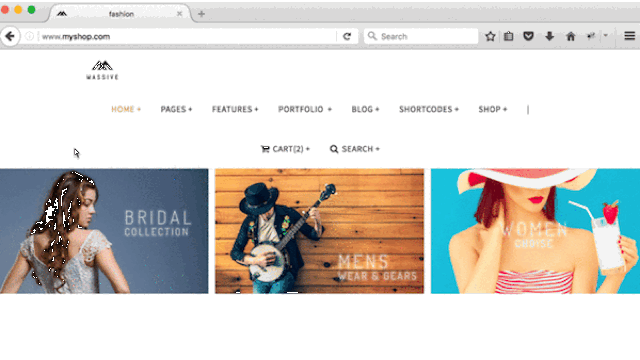 fashion
www.myshop.com
Search
MASSIVE
HOME + PAGES + FEATURES + PORTFOLIO + BLOG + SHORTCODES + SHOP +
CART(2) + SEARCH +
BRIDAL
COLLECTION
MENS
WEAR & GEARS
WOMEN
CRUISE